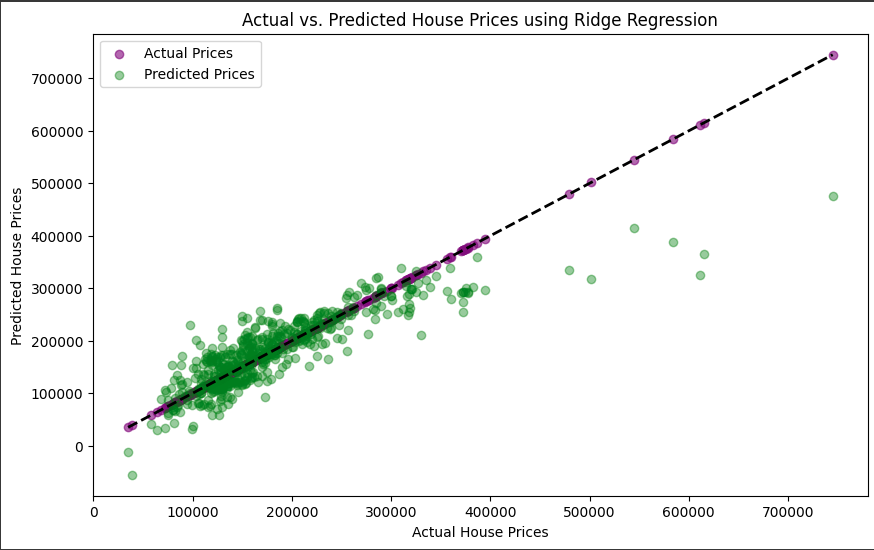 Actual vs. Predicted House Prices using Ridge Regression
Actual Prices
Predicted Prices
Predicted House Prices
700000
600000
500000
400000
300000
200000
100000
0
0 100000 200000 300000 400000 500000 600000 700000
Actual House Prices